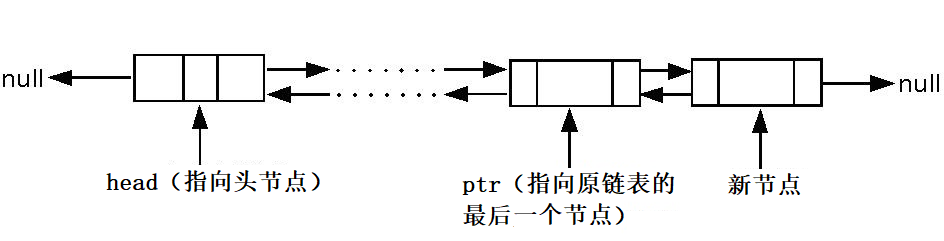 null
null
head（指向头节点）
ptr（指向原链表的
最后一个节点）
新节点